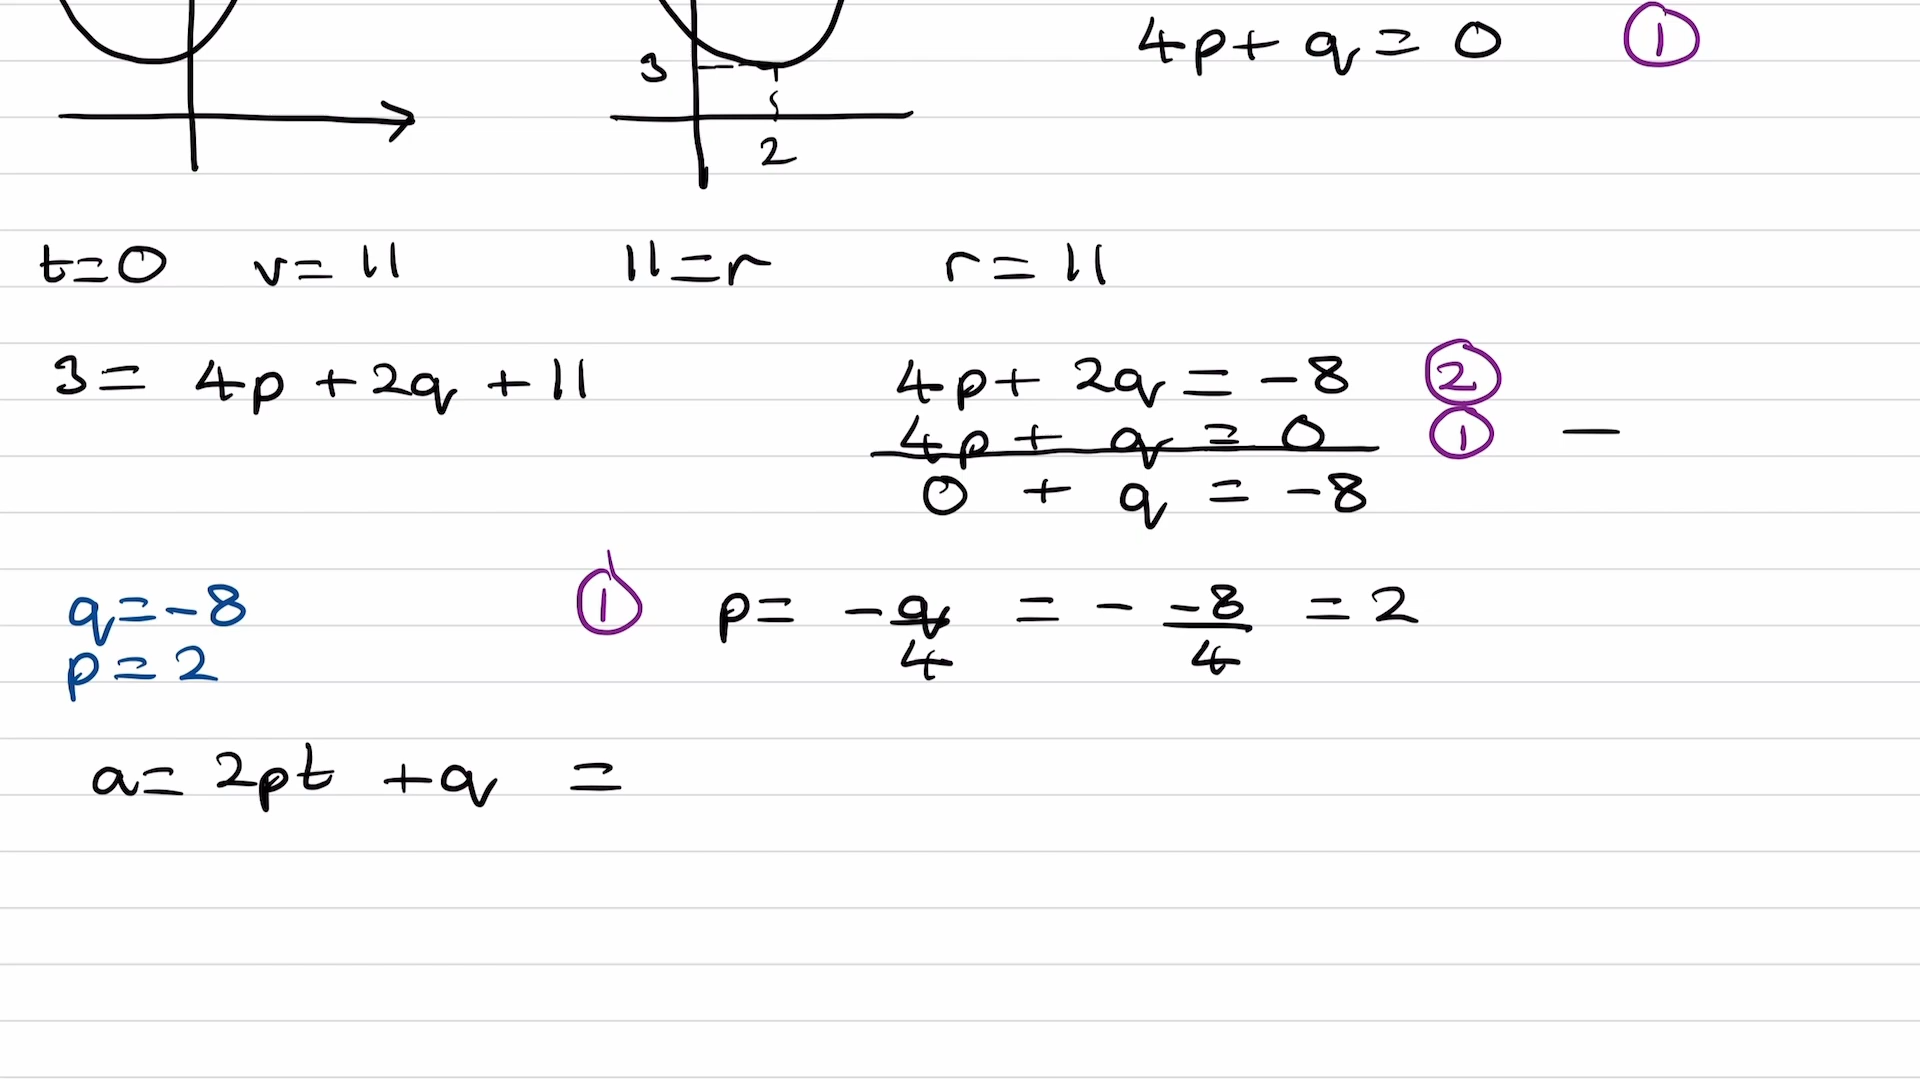 4p + q = 0 ①
3
2
t=0 v= 11 11=r r= 11
3= 4p +2q +11 4p+ 2q = -8 ②
4p + q = 0 ① -
0 + q = -8
q=-8 ① p= -q/4 = - -8/4 = 2
p=2
a= 2pt +q =